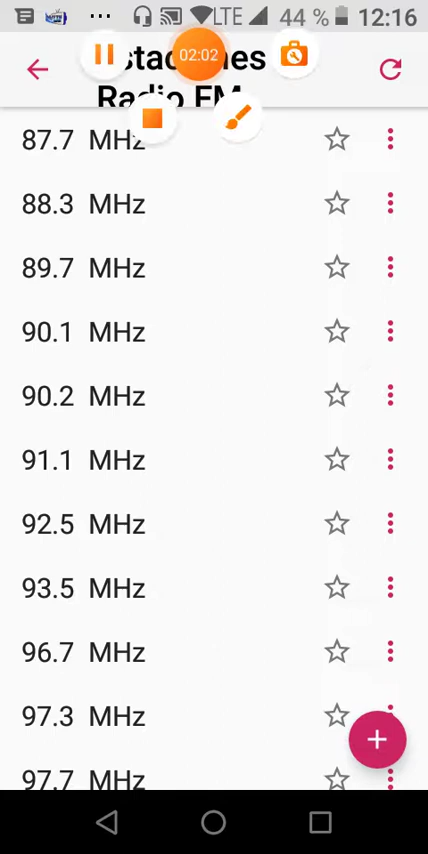 LTE 44 % 12:16
02:02
Radio FM
87.7 MHz
88.3 MHz
89.7 MHz
90.1 MHz
90.2 MHz
91.1 MHz
92.5 MHz
93.5 MHz
96.7 MHz
97.3 MHz
97.7 MHz